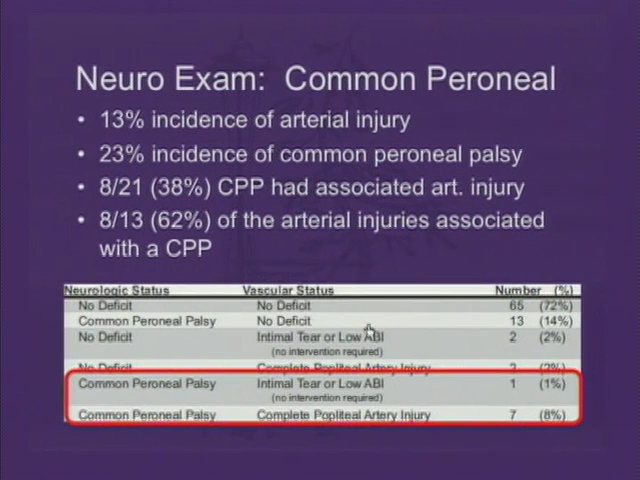 Neuro Exam: Common Peroneal
• 13% incidence of arterial injury
• 23% incidence of common peroneal palsy
• 8/21 (38%) CPP had associated art. injury
• 8/13 (62%) of the arterial injuries associated
with a CPP
Neurologic Status Vascular Status Number (%)
No Deficit No Deficit 65 (72%)
Common Peroneal Palsy No Deficit 13 (14%)
No Deficit Intimal Tear or Low ABI 2 (2%)
(no intervention required)
No Deficit Complete Popliteal Artery Injury (2%)
Common Peroneal Palsy Intimal Tear or Low ABI 1 (1%)
(no intervention required)
Common Peroneal Palsy Complete Popliteal Artery Injury 7 (8%)